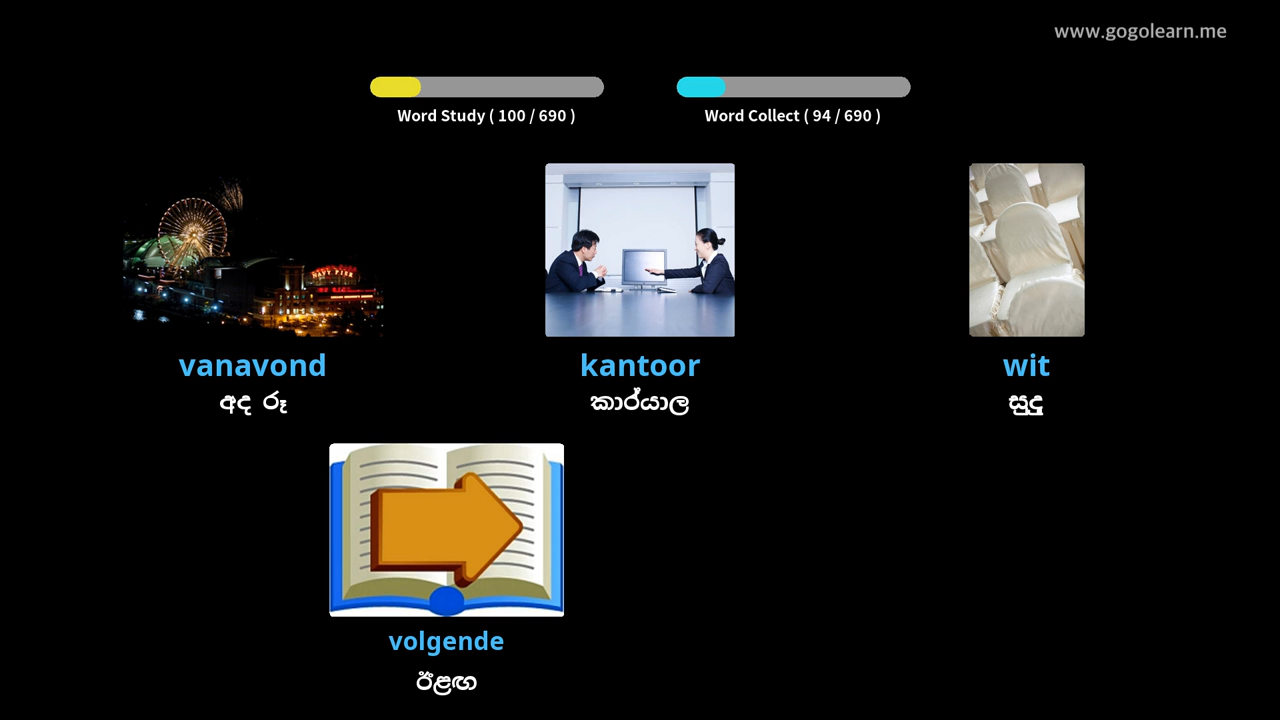 www.gogolearn.me
Word Study ( 100 / 690 )
Word Collect ( 94 / 690 )
vanavond
අද රූ
kantoor
කාර්යාල
wit
සුදු
volgende
ඊළඟ